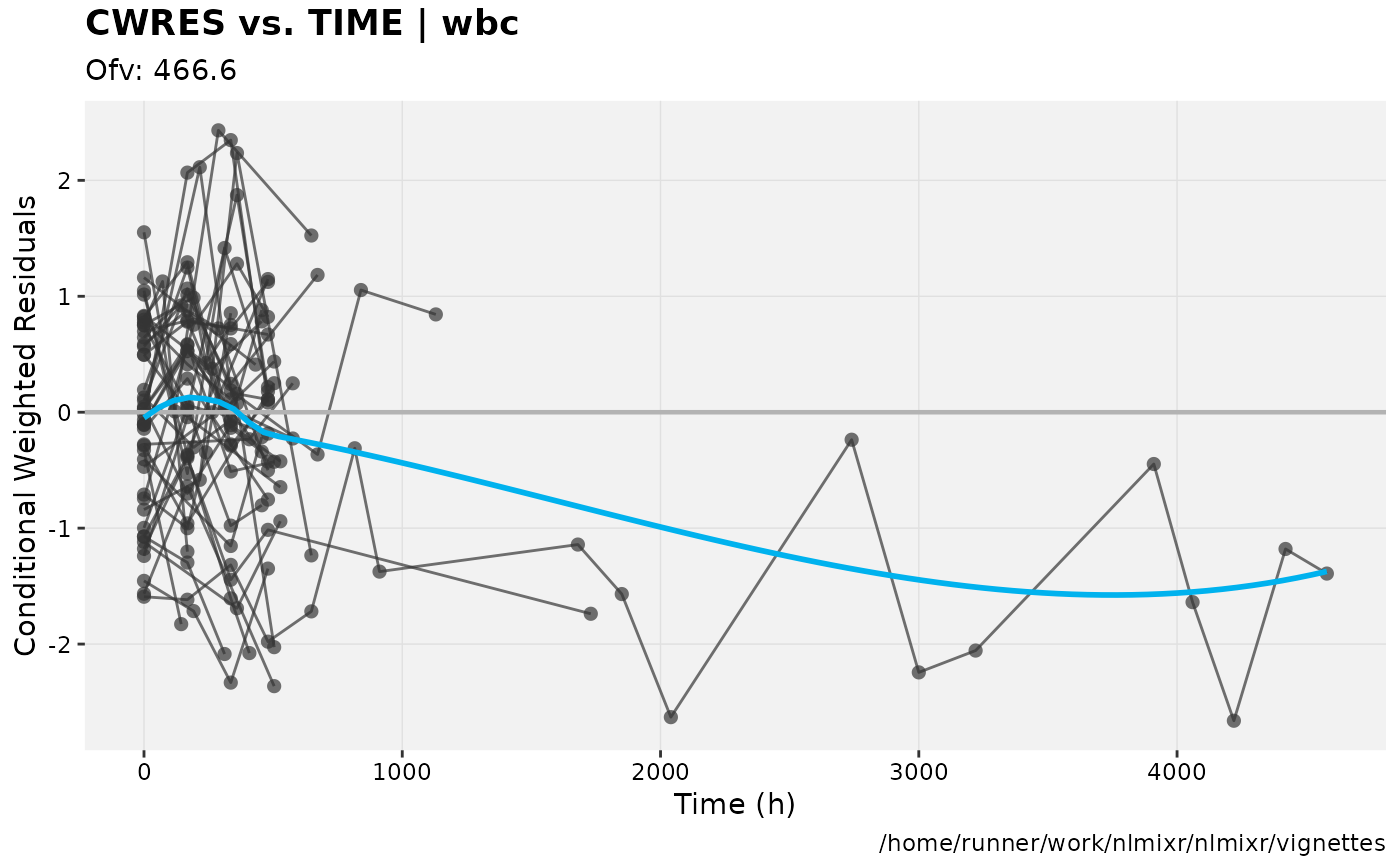 CWRES vs. TIME | wbc
Ofv: 466.6
Conditional Weighted Residuals
2
1
0
-1
-2
0 1000 2000 3000 4000
Time (h)
/home/runner/work/nlmixr/nlmixr/vignettes